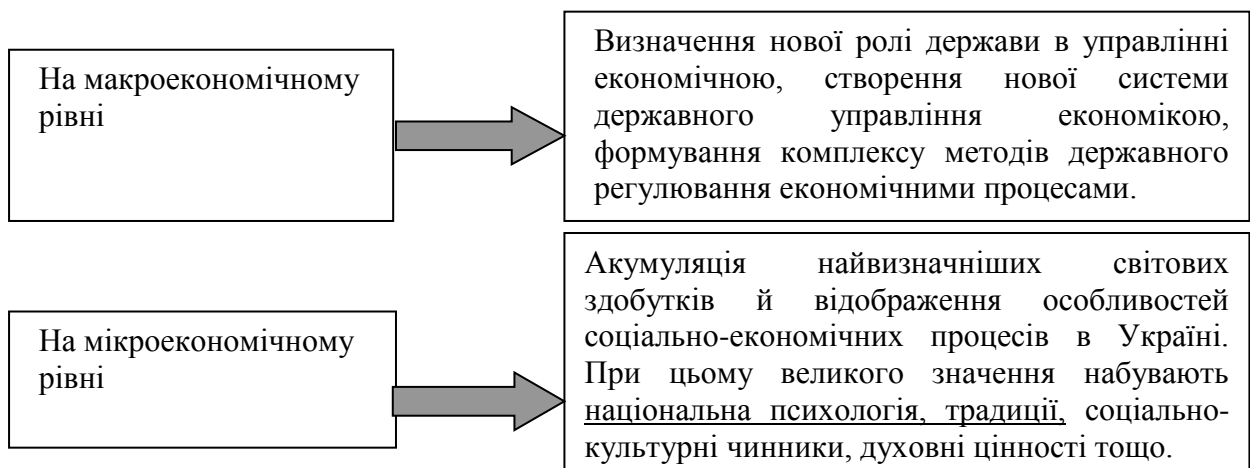 На макроекономічному
рівні
Визначення нової ролі держави в управлінні
економічною, створення нової системи
державного управління економікою,
формування комплексу методів державного
регулювання економічними процесами.
На мікроекономічному
рівні
Акумуляція найвизначніших світових
здобутків й відображення особливостей
соціально-економічних процесів в Україні.
При цьому великого значення набувають
національна психологія, традиції, соціально-
культурні чинники, духовні цінності тощо.